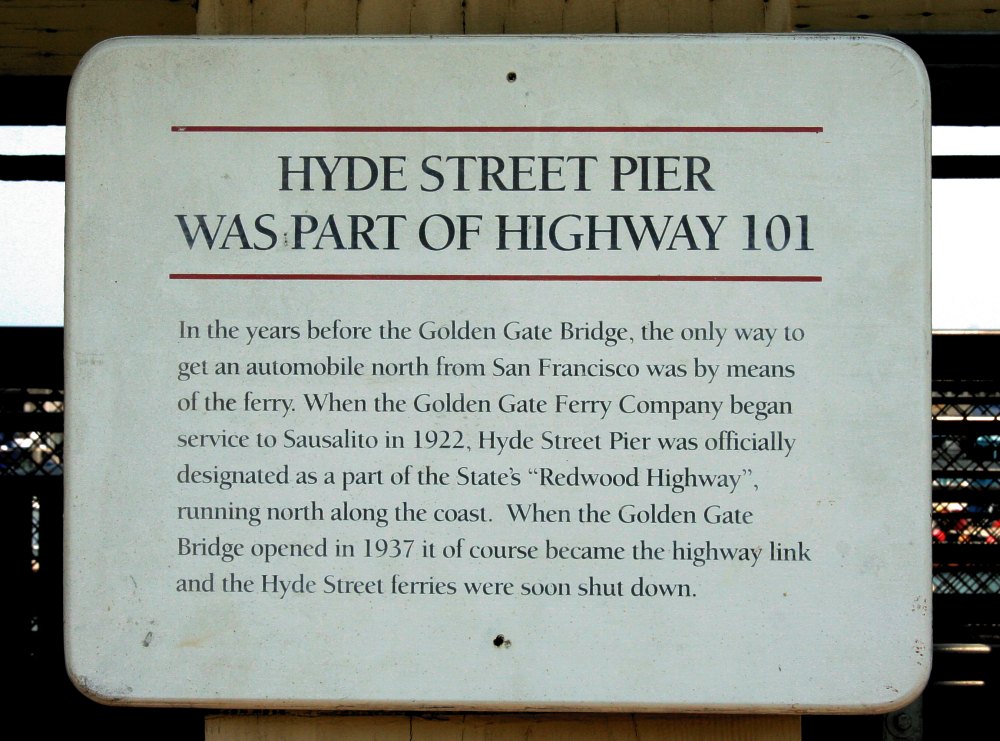 HYDE STREET PIER
WAS PART OF HIGHWAY 101
In the years before the Golden Gate Bridge, the only way to
get an automobile north from San Francisco was by means
of the ferry. When the Golden Gate Ferry Company began
service to Sausalito in 1922, Hyde Street Pier was officially
designated as a part of the State's “Redwood Highway”,
running north along the coast.  When the Golden Gate
Bridge opened in 1937 it of course became the highway link
and the Hyde Street ferries were soon shut down.